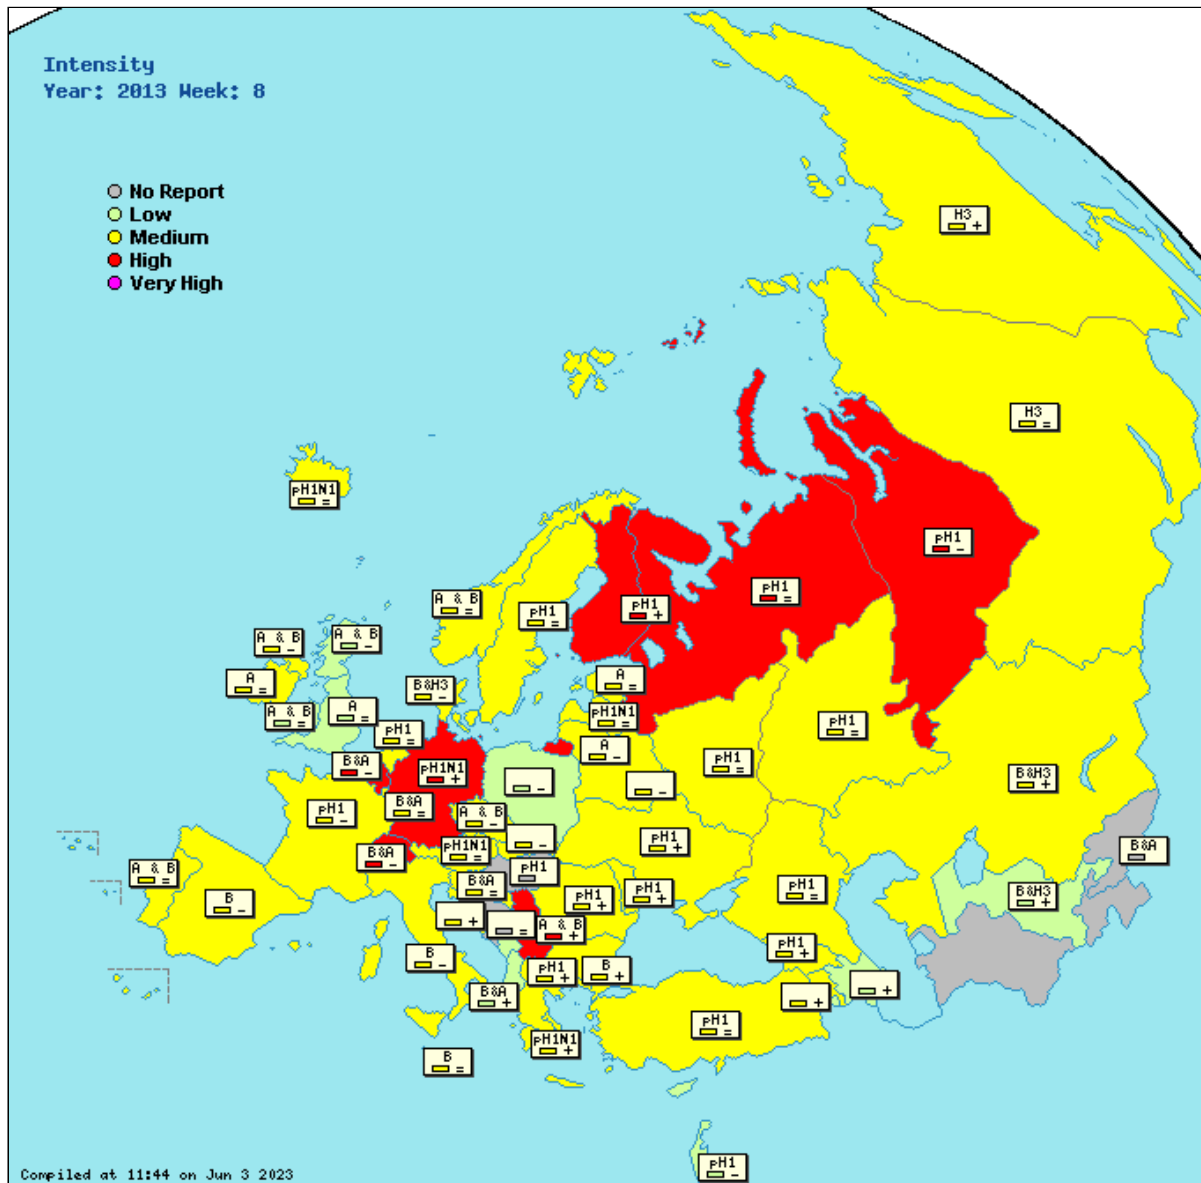 Intensity
Year: 2013 Week: 8
No Report
Low
Medium
High
Very High
H3
+
H3
=
pH1N1
=
pH1
-
pH1
=
A & B
=
pH1
=
pH1
+
A & B
-
A & B
-
A
=
A
=
B&H3
-
A & B
=
A
=
pH1N1
=
pH1
=
pH1
=
A
-
B&A
-
pH1N1
+
pH1
=
-
-
B&H3
+
pH1
-
B&A
=
A & B
-
-
pH1
+
B&A
B&A
-
pH1N1
=
pH1
A & B
=
B
-
B&A
=
pH1
+
pH1
+
pH1
=
B&H3
+
+
=
A & B
+
pH1
+
B
-
pH1
+
B
+
B&A
+
+
+
pH1
=
pH1N1
+
B
=
pH1
-
Compiled at 11:44 on Jun 3 2023